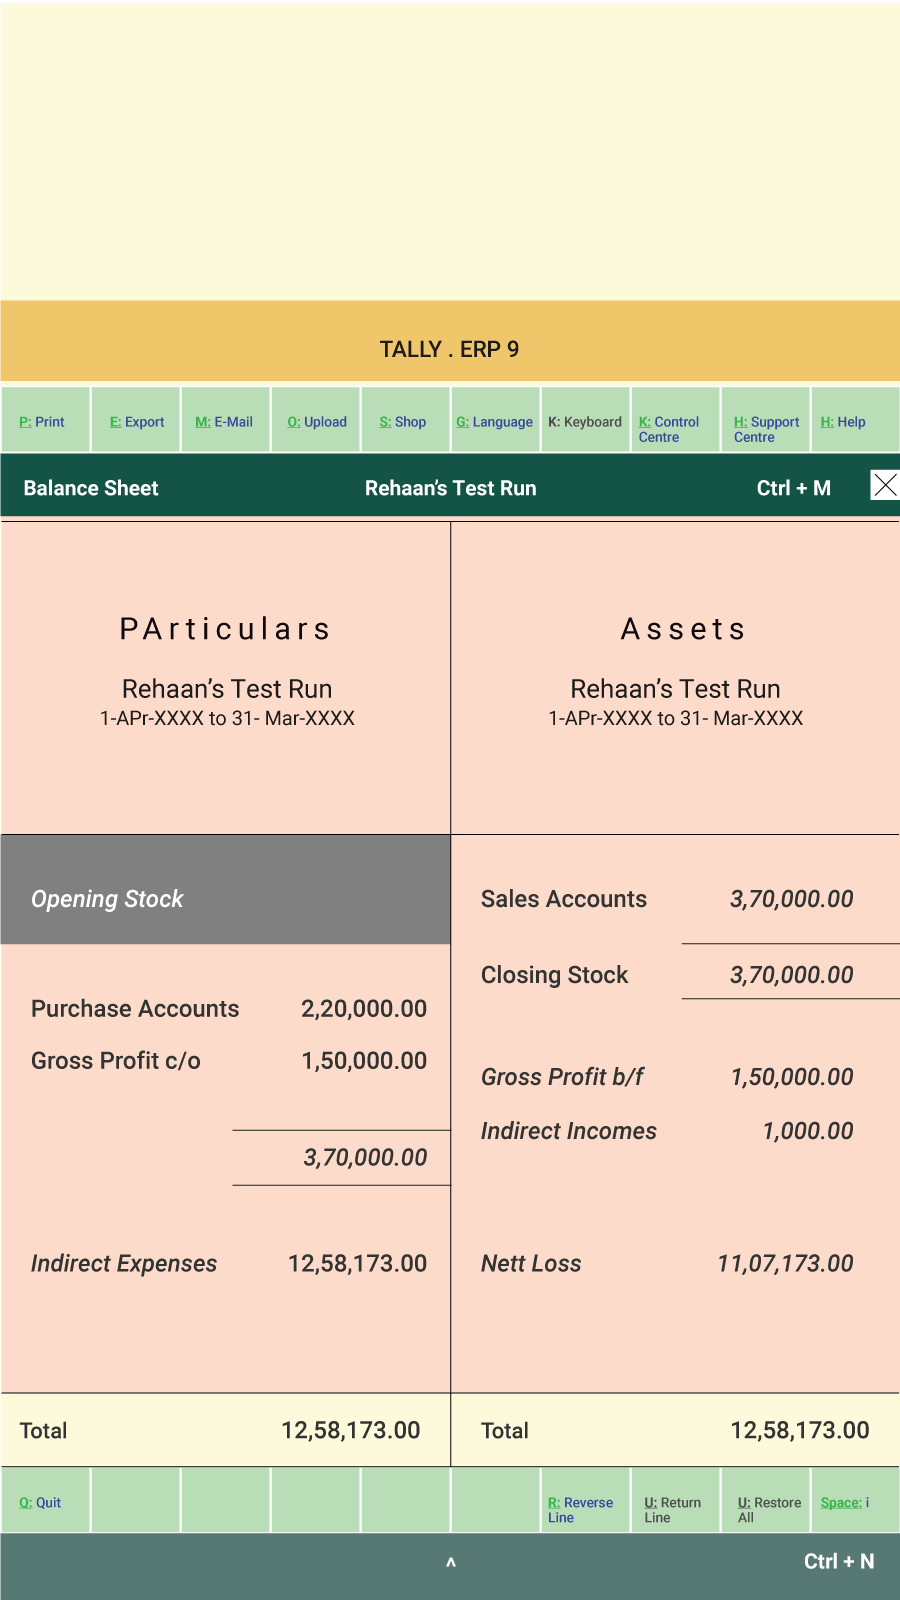 TALLY . ERP 9
P: Print
E: Export
M: E-Mail
O: Upload
S: Shop
G: Language
K: Keyboard
K: Control
Centre
H: Support
Centre
H: Help
Balance Sheet
Rehaan's Test Run
Ctrl + M
PArticulars
Rehaan's Test Run
1-APr-XXXX to 31- Mar-XXXX
Assets
Rehaan's Test Run
1-APr-XXXX to 31- Mar-XXXX
Opening Stock
Purchase Accounts 2,20,000.00
Gross Profit c/o 1,50,000.00
3,70,000.00
Indirect Expenses 12,58,173.00
Sales Accounts 3,70,000.00
Closing Stock 3,70,000.00
Gross Profit b/f 1,50,000.00
Indirect Incomes 1,000.00
Nett Loss 11,07,173.00
Total 12,58,173.00
Total 12,58,173.00
Q: Quit
R: Reverse
Line
U: Return
Line
U: Restore
All
Space: i
^
Ctrl + N